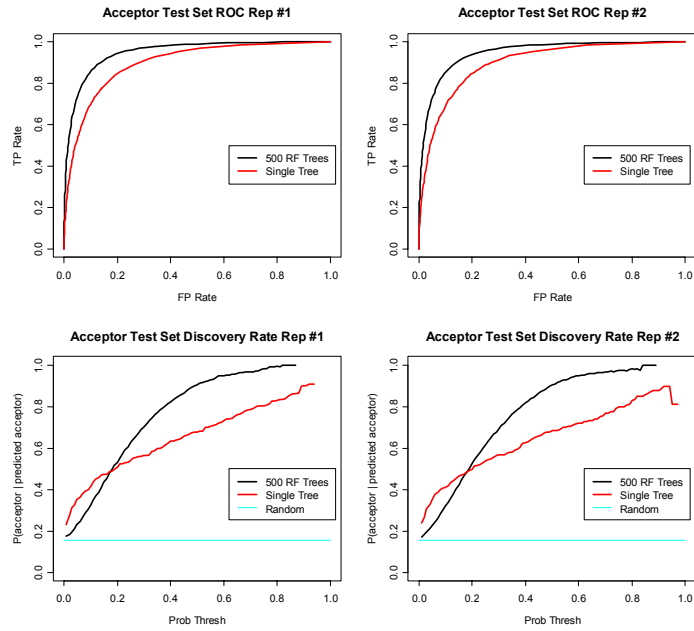 Acceptor Test Set ROC Rep #1
TP Rate
1.0
0.8
0.6
0.4
0.2
0.0
500 RF Trees
Single Tree
0.0 0.2 0.4 0.6 0.8 1.0
FP Rate
Acceptor Test Set ROC Rep #2
TP Rate
1.0
0.8
0.6
0.4
0.2
0.0
500 RF Trees
Single Tree
0.0 0.2 0.4 0.6 0.8 1.0
FP Rate
Acceptor Test Set Discovery Rate Rep #1
P(acceptor | predicted acceptor)
1.0
0.8
0.6
0.4
0.2
0.0
500 RF Trees
Single Tree
Random
0.0 0.2 0.4 0.6 0.8 1.0
Prob Thresh
Acceptor Test Set Discovery Rate Rep #2
P(acceptor | predicted acceptor)
1.0
0.8
0.6
0.4
0.2
0.0
500 RF Trees
Single Tree
Random
0.0 0.2 0.4 0.6 0.8 1.0
Prob Thresh